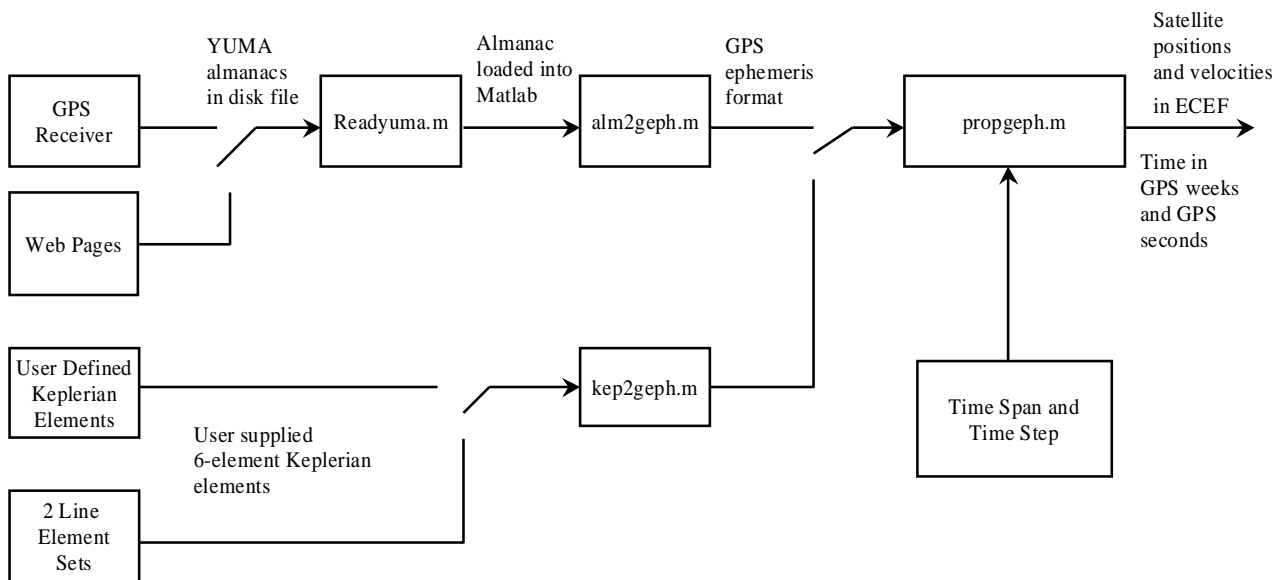 GPS
Receiver
Web Pages
YUMA
almanacs
in disk file
Readyuma.m
Almanac
loaded into
Matlab
alm2geph.m
GPS
ephemeris
format
propgeph.m
Satellite
positions
and velocities
in ECEF
Time in
GPS weeks
and GPS
seconds
User Defined
Keplerian
Elements
User supplied
6-element Keplerian
elements
2 Line
Element
Sets
kep2geph.m
Time Span and
Time Step